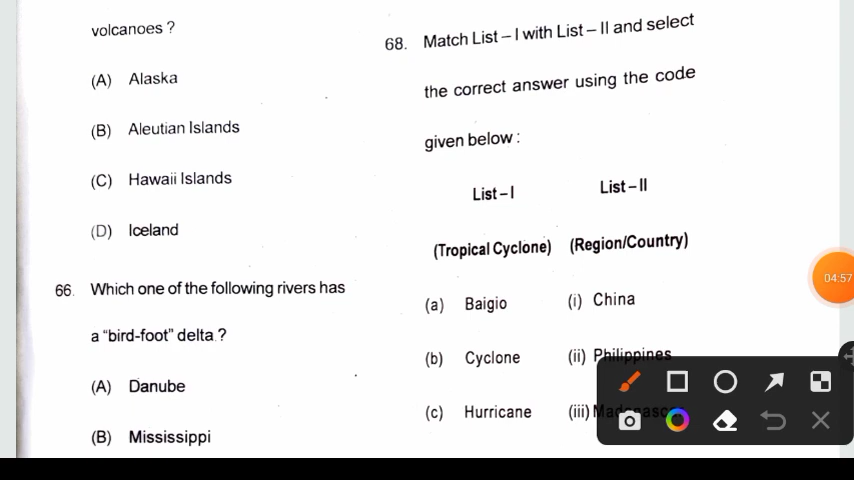 volcanoes ?
(A) Alaska
(B) Aleutian Islands
(C) Hawaii Islands
(D) Iceland
66. Which one of the following rivers has
a “bird-foot” delta ?
(A) Danube
(B) Mississippi
68. Match List – I with List – II and select
the correct answer using the code
given below :
List – I List – II
(Tropical Cyclone) (Region/Country)
(a) Baigio (i) China
(b) Cyclone (ii) Philippines
(c) Hurricane (iii)
04:57